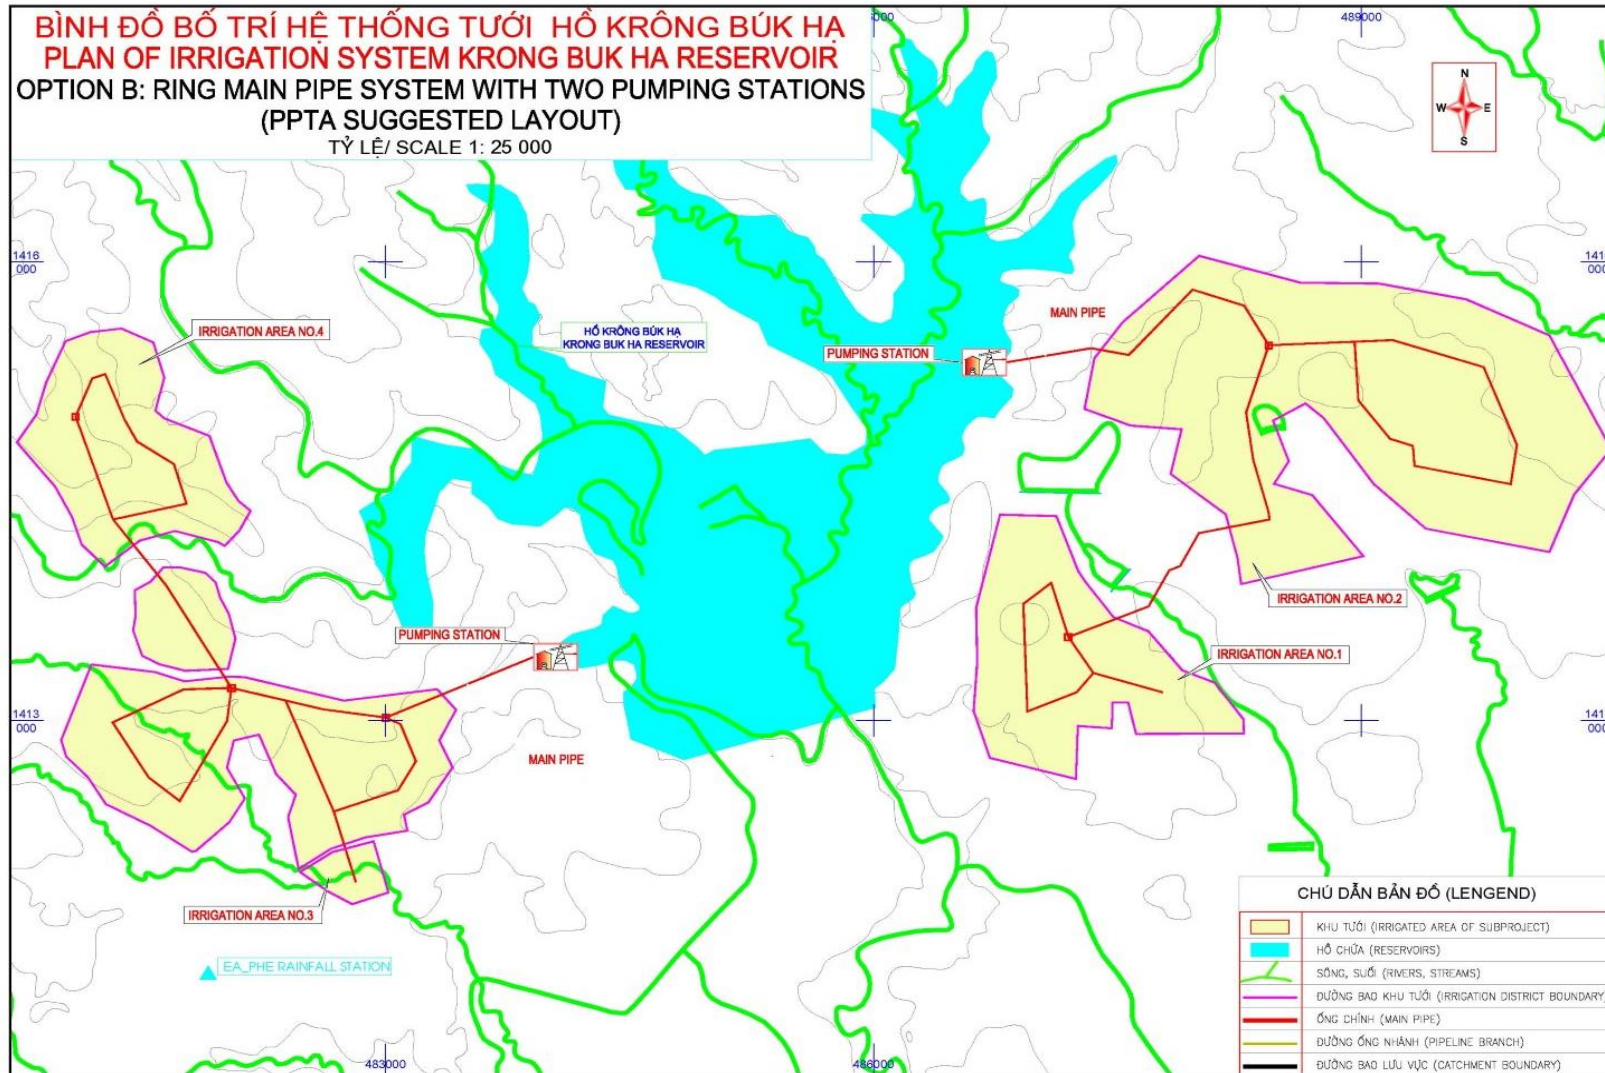 BÌNH ĐỒ BỐ TRÍ HỆ THỐNG TƯỚI HỒ KRÔNG BÚK HẠ
PLAN OF IRRIGATION SYSTEM KRONG BUK HA RESERVOIR
OPTION B: RING MAIN PIPE SYSTEM WITH TWO PUMPING STATIONS
(PPTA SUGGESTED LAYOUT)
TỶ LỆ/ SCALE 1: 25 000
489000
N
W E
S
1416
000
MAIN PIPE
IRRIGATION AREA NO.4
HỒ KRÔNG BÚK HẠ
KRONG BUK HA RESERVOIR
PUMPING STATION
IRRIGATION AREA NO.2
PUMPING STATION
IRRIGATION AREA NO.1
1413
000
MAIN PIPE
IRRIGATION AREA NO.3
EA_PHE RAINFALL STATION
483000
486000
CHÚ DẪN BẢN ĐỒ (LENGEND)
KHU TƯỚI (IRRIGATED AREA OF SUBPROJECT)
HỒ CHỨA (RESERVOIRS)
SÔNG, SUỐI (RIVERS, STREAMS)
ĐƯỜNG BAO KHU TƯỚI (IRRIGATION DISTRICT BOUNDARY)
ỐNG CHÍNH (MAIN PIPE)
ĐƯỜNG ỐNG NHÁNH (PIPELINE BRANCH)
ĐƯỜNG BAO LƯU VỰC (CATCHMENT BOUNDARY)